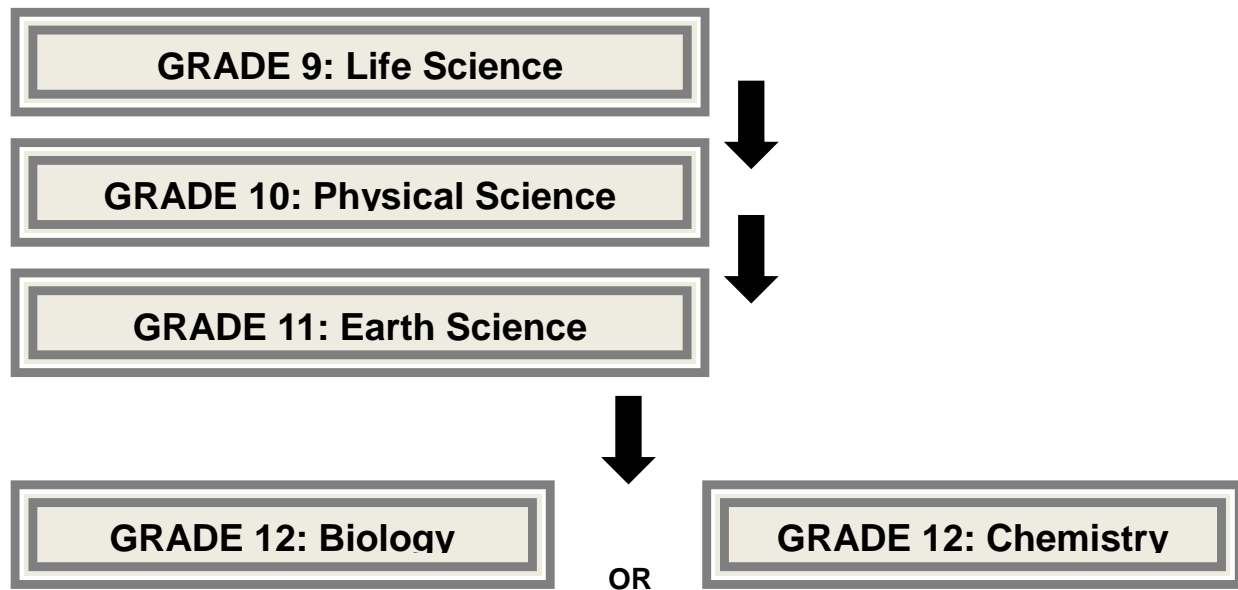 GRADE 9: Life Science
GRADE 10: Physical Science
GRADE 11: Earth Science
GRADE 12: Biology
OR
GRADE 12: Chemistry